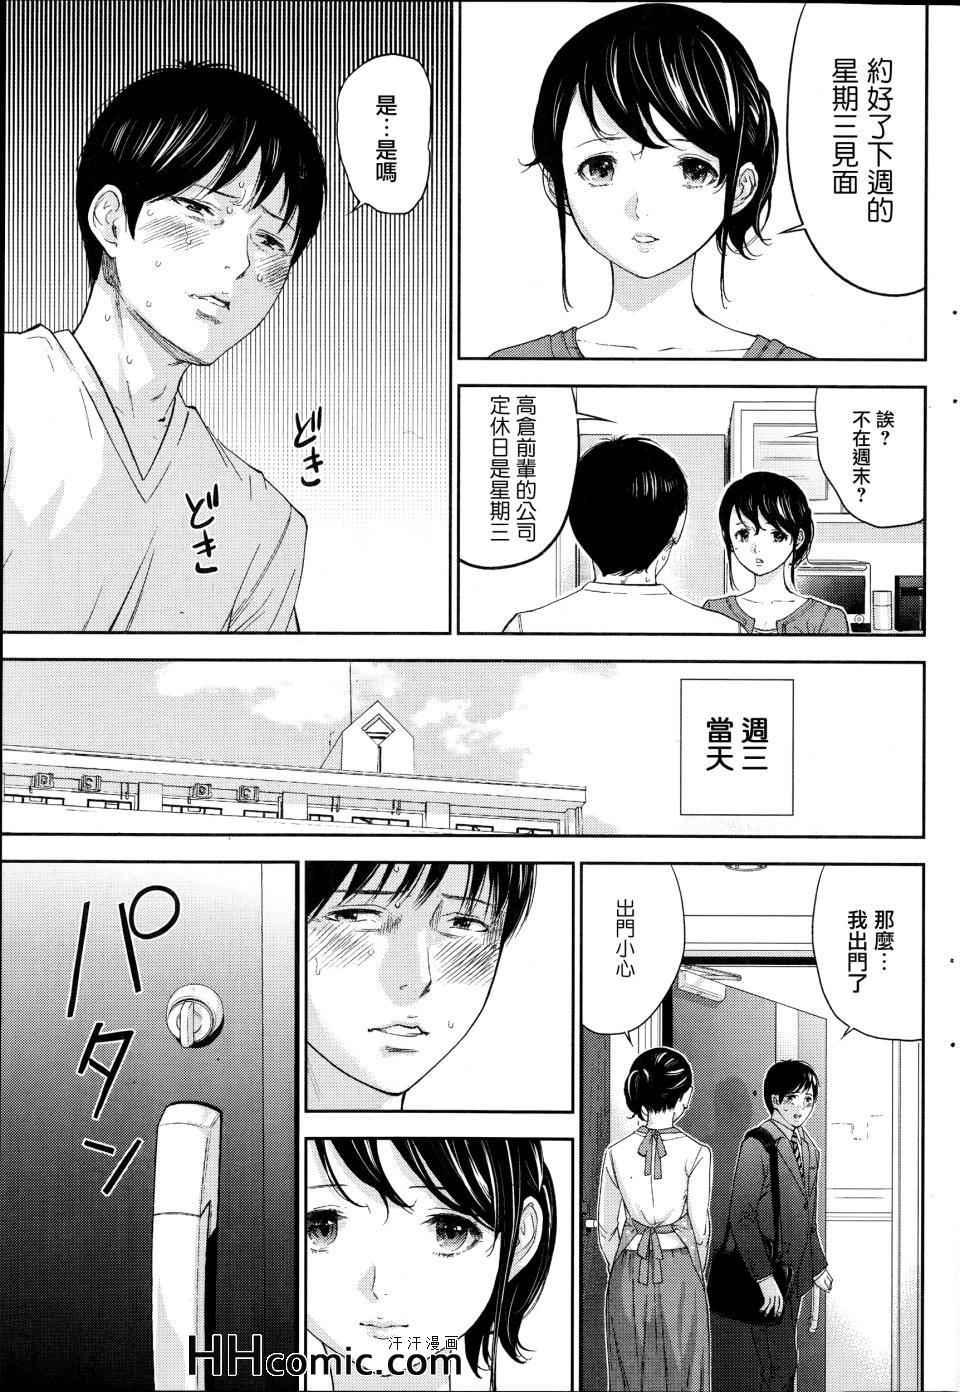 約好了下週的
星期三見面
是…是嗎
どき
どき
誒？
不在週末？
高倉前輩的公司
定休日是星期三
週三
當天
那麼…
我出門了
出門小心
パタン
汗汗漫画
HHcomic.com